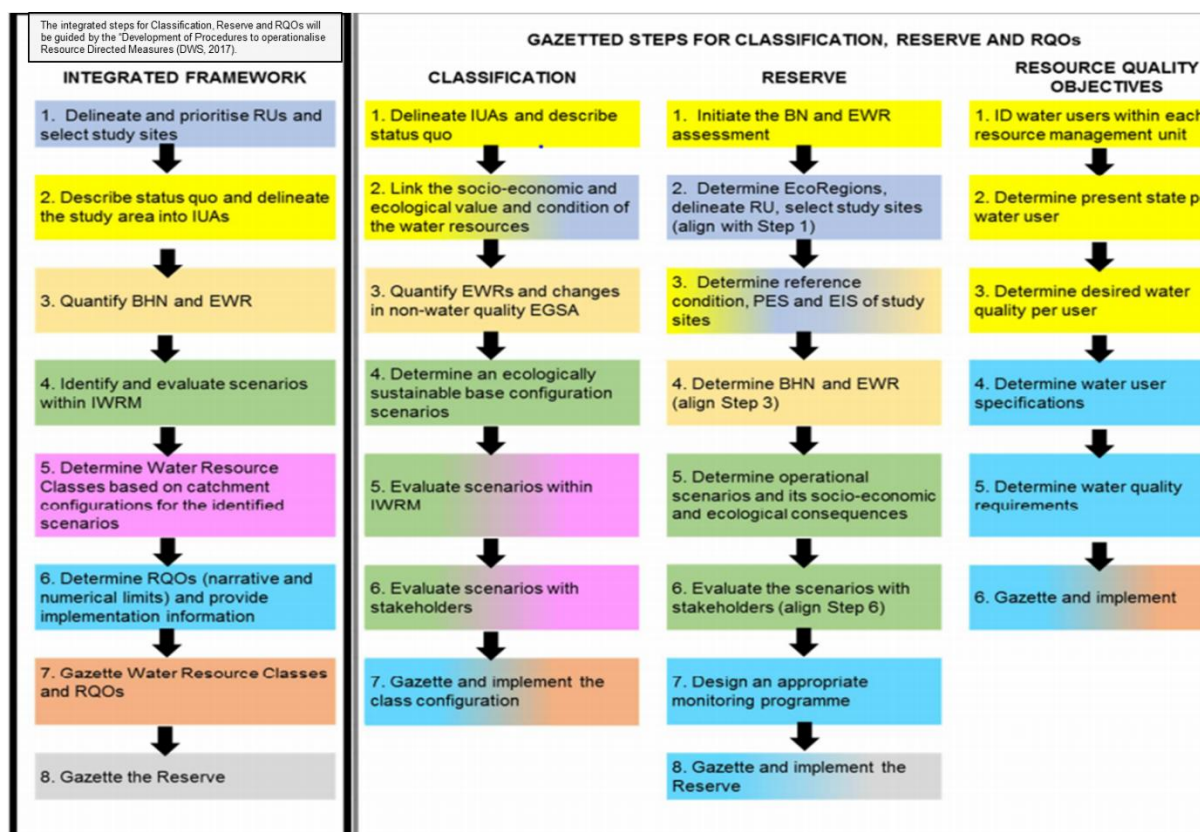 The integrated steps for Classification, Reserve and RQOs will
be guided by the "Development of Procedures to operationalise
Resource Directed Measures (DWS, 2017).
INTEGRATED FRAMEWORK
1. Delineate and prioritise RUs and
select study sites
2. Describe status quo and delineate
the study area into IUAs
3. Quantify BHN and EWR
4. Identify and evaluate scenarios
within IWRM
5. Determine Water Resource
Classes based on catchment
configurations for the identified
scenarios
6. Determine RQOs (narrative and
numerical limits) and provide
implementation information
7. Gazette Water Resource Classes
and RQOs
8. Gazette the Reserve
GAZETTED STEPS FOR CLASSIFICATION, RESERVE AND RQOs
CLASSIFICATION
1. Delineate IUAs and describe
status quo
2. Link the socio-economic and
ecological value and condition of
the water resources
3. Quantify EWRs and changes
in non-water quality EGSA
4. Determine an ecologically
sustainable base configuration
scenarios
5. Evaluate scenarios within
IWRM
6. Evaluate scenarios with
stakeholders
7. Gazette and implement the
class configuration
RESERVE
1. Initiate the BN and EWR
assessment
2. Determine EcoRegions,
delineate RU, select study sites
(align with Step 1)
3. Determine reference
condition, PES and EIS of study
sites
4. Determine BHN and EWR
(align Step 3)
5. Determine operational
scenarios and its socio-economic
and ecological consequences
6. Evaluate the scenarios with
stakeholders (align Step 6)
7. Design an appropriate
monitoring programme
8. Gazette and implement the
Reserve
RESOURCE QUALITY
OBJECTIVES
1. ID water users within each
resource management unit
2. Determine present state
water user
3. Determine desired water
quality per user
4. Determine water user
specifications
5. Determine water quality
requirements
6. Gazette and implement